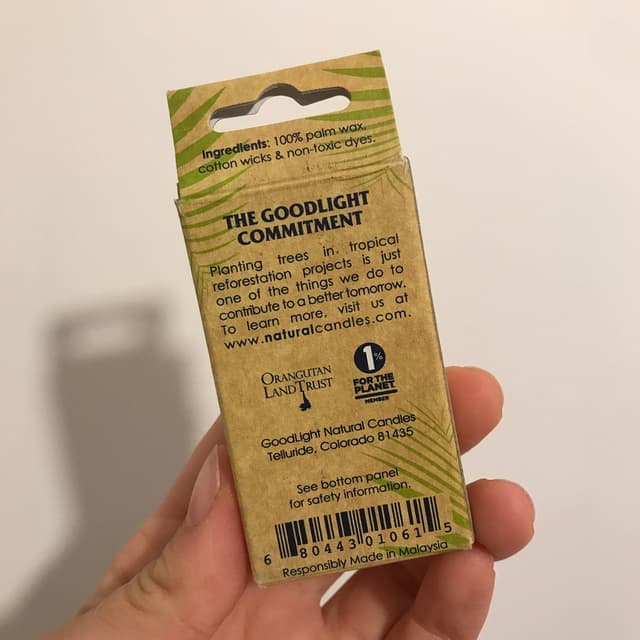 Ingredients: 100% palm wax,
cotton wicks & non-toxic dyes.
THE GOODLIGHT
COMMITMENT
Planting trees in tropical
reforestation projects is just
one of the things we do to
contribute to a better tomorrow.
To learn more, visit us at
www.naturalcandles.com.
ORANGUTAN
LAND TRUST
1%
FOR THE
PLANET
MEMBER
GoodLight Natural Candles
Telluride, Colorado 81435
See bottom panel
for safety information.
6 80443 01061 5
Responsibly Made in Malaysia